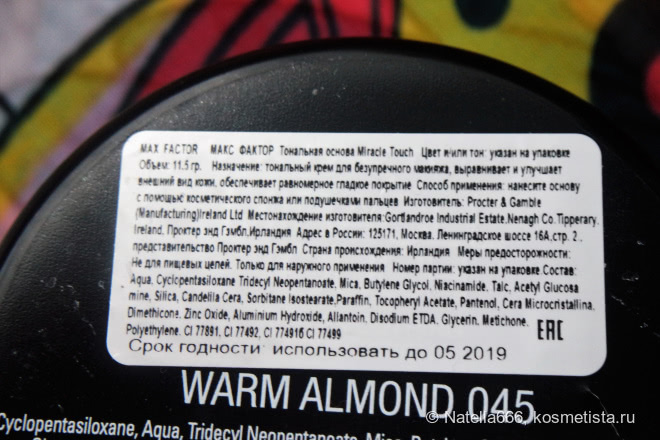 MAX FACTOR МАКС ФАКТОР Тональная основа Miracle Touch Цвет и\или тон: указан на упаковке
Объем: 11.5 гр. Назначение: тональный крем для безупречного макияжа, выравнивает и улучшает
внешний вид кожи, обеспечивает равномерное гладкое покрытие Способ применения: нанесите основу
с помощью косметического спонжа или подушечками пальцев Изготовитель: Procter & Gamble
(Manufacturing)Ireland Ltd Местонахождение изготовителя:Gortlandroe Industrial Estate.Nenagh Co.Tipperary.
Ireland. Проктер энд Гэмбл.Ирландия Адрес в России: 125171, Москва. Ленинградское шоссе 16А,стр. 2.,
представительство Проктер энд Гэмбл Страна происхождения: Ирландия Меры предосторожности:
Не для пищевых целей. Только для наружного применения Номер партии: указан на упаковке Состав:
Aqua, Cyclopentasiloxane Tridecyl Neopentanoate, Mica, Butylene Glycol, Niacinamide, Talc, Acetyl Glucosa
mine, Silica, Candelila Cera, Sorbitane Isostearate,Paraffin, Tocopheryl Acetate, Pantenol, Cera Microcristallina,
Dimethicone. Zinc Oxide, Aluminium Hydroxide, Allantoin, Disodium ETDA, Glycerin, Metichone,
Polyethylene. CI 77891, CI 77492, CI 77491б CI 77499
EAC
Срок годности: использовать до 05 2019
WARM ALMOND 045
Cyclopentasiloxane, Aqua, Tridecyl Neopentanoate, Mica,
© Natella666, kosmetista.ru